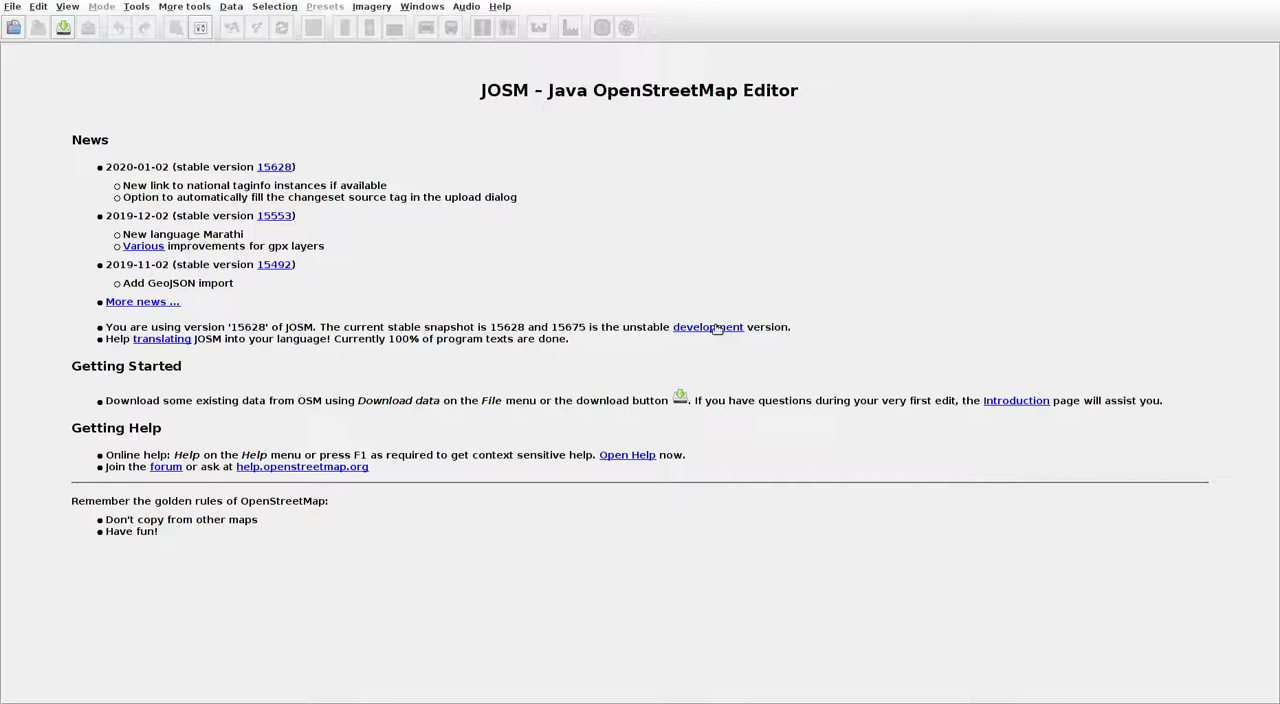 File Edit View Mode Tools More tools Data Selection Presets Imagery Windows Audio Help
JOSM – Java OpenStreetMap Editor
News
2020-01-02 (stable version 15628)
New link to national taginfo instances if available
Option to automatically fill the changeset source tag in the upload dialog
2019-12-02 (stable version 15553)
New language Marathi
Various improvements for gpx layers
2019-11-02 (stable version 15492)
Add GeoJSON import
More news ...
You are using version '15628' of JOSM. The current stable snapshot is 15628 and 15675 is the unstable development version.
Help translating JOSM into your language! Currently 100% of program texts are done.
Getting Started
Download some existing data from OSM using Download data on the File menu or the download button . If you have questions during your very first edit, the Introduction page will assist you.
Getting Help
Online help: Help on the Help menu or press F1 as required to get context sensitive help. Open Help now.
Join the forum or ask at help.openstreetmap.org
Remember the golden rules of OpenStreetMap:
Don't copy from other maps
Have fun!